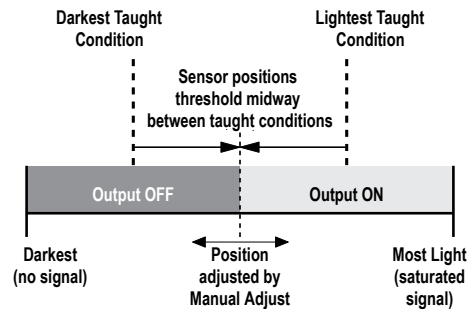 Darkest Taught
Condition
Lightest Taught
Condition
Sensor positions
threshold midway
between taught conditions
Output OFF
Output ON
Darkest
(no signal)
Position
adjusted by
Manual Adjust
Most Light
(saturated
signal)